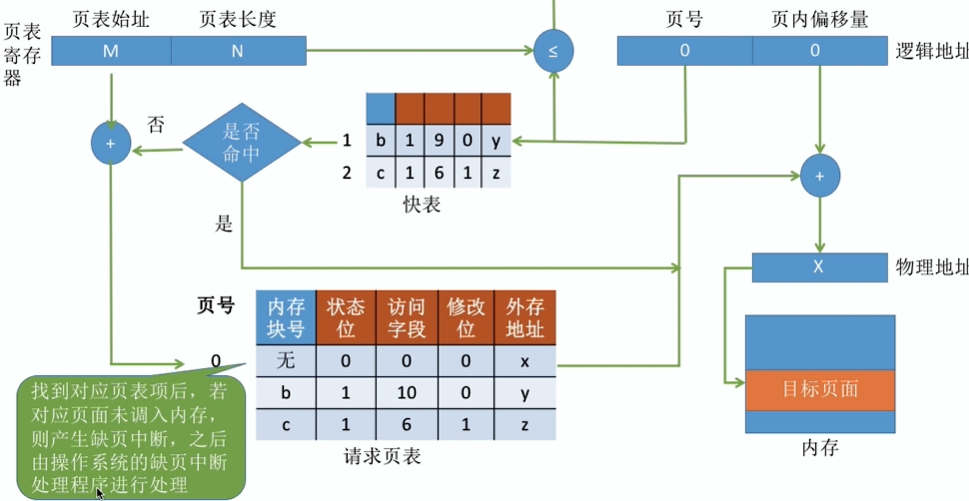 页表始址 页表长度 页号 页内偏移量
页表
寄存
器
M N ≤ 0 0 逻辑地址
否
是否
命中
+
1 b 1 9 0 y
2 c 1 6 1 z
快表
+
是
X 物理地址
页号
内存
块号
状态
位
访问
字段
修改
位
外存
地址
0 无 0 0 0 x
b 1 10 0 y
c 1 6 1 z
请求页表
找到对应页表项后，若
对应页面未调入内存，
则产生缺页中断，之后
由操作系统的缺页中断
处理程序进行处理
目标页面
内存